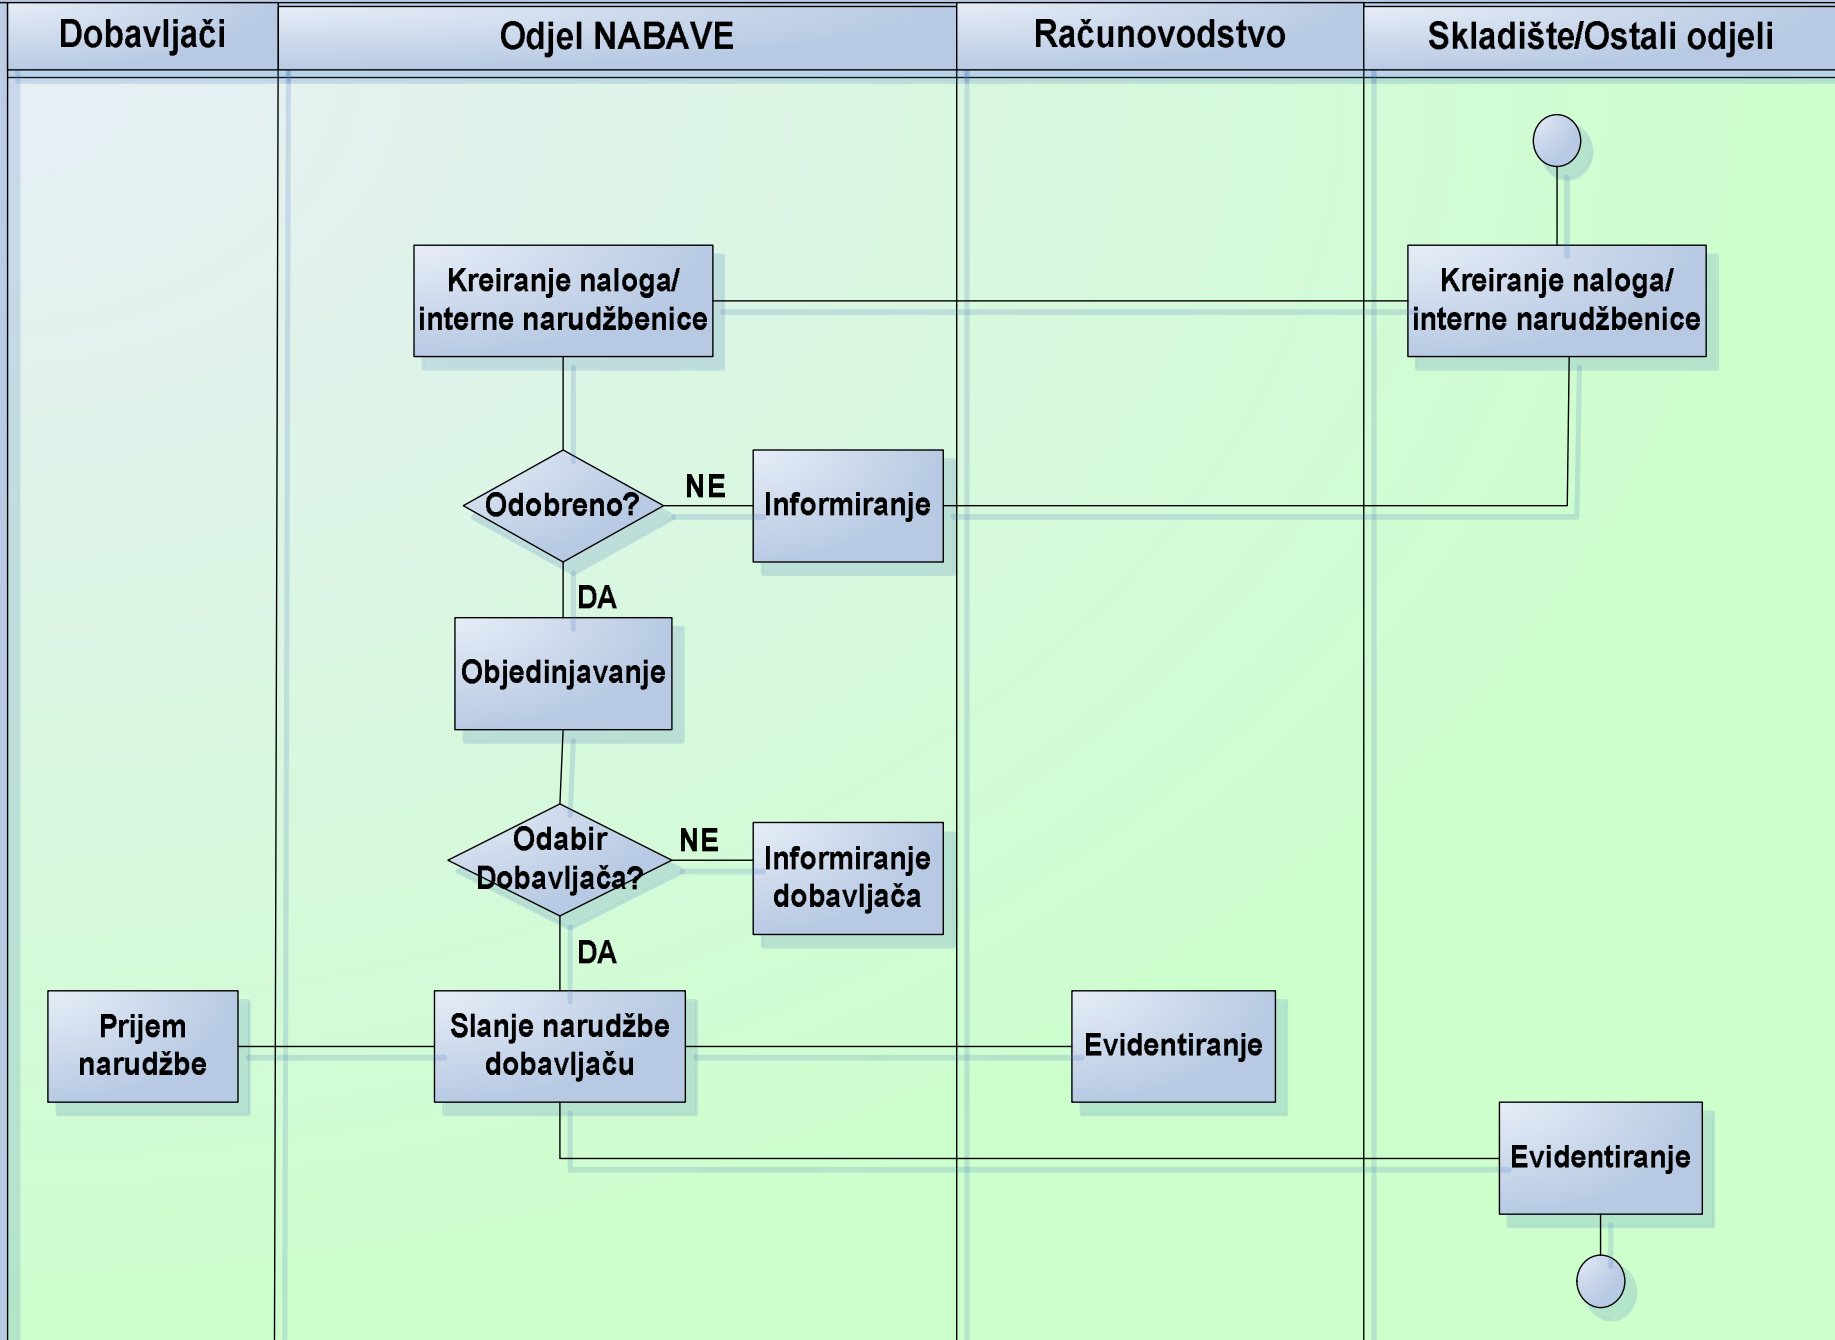 Dobavljači
Odjel NABAVE
Računovodstvo
Skladište/Ostali odjeli
Kreiranje naloga/
interne narudžbenice
Kreiranje naloga/
interne narudžbenice
Odobreno?
NE
Informiranje
DA
Objedinjavanje
Odabir
Dobavljača?
NE
Informiranje
dobavljača
DA
Prijem
narudžbe
Slanje narudžbe
dobavljaču
Evidentiranje
Evidentiranje